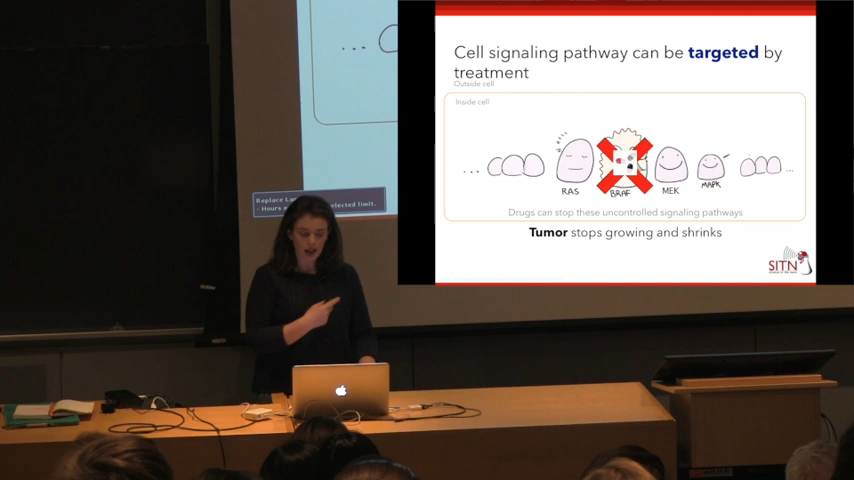 Cell signaling pathway can be targeted by
treatment
Outside cell
Inside cell
RAS
BRAF
MEK
MAPK
Drugs can stop these uncontrolled signaling pathways
Tumor stops growing and shrinks
SITN
Replace
- Hours selected limit.